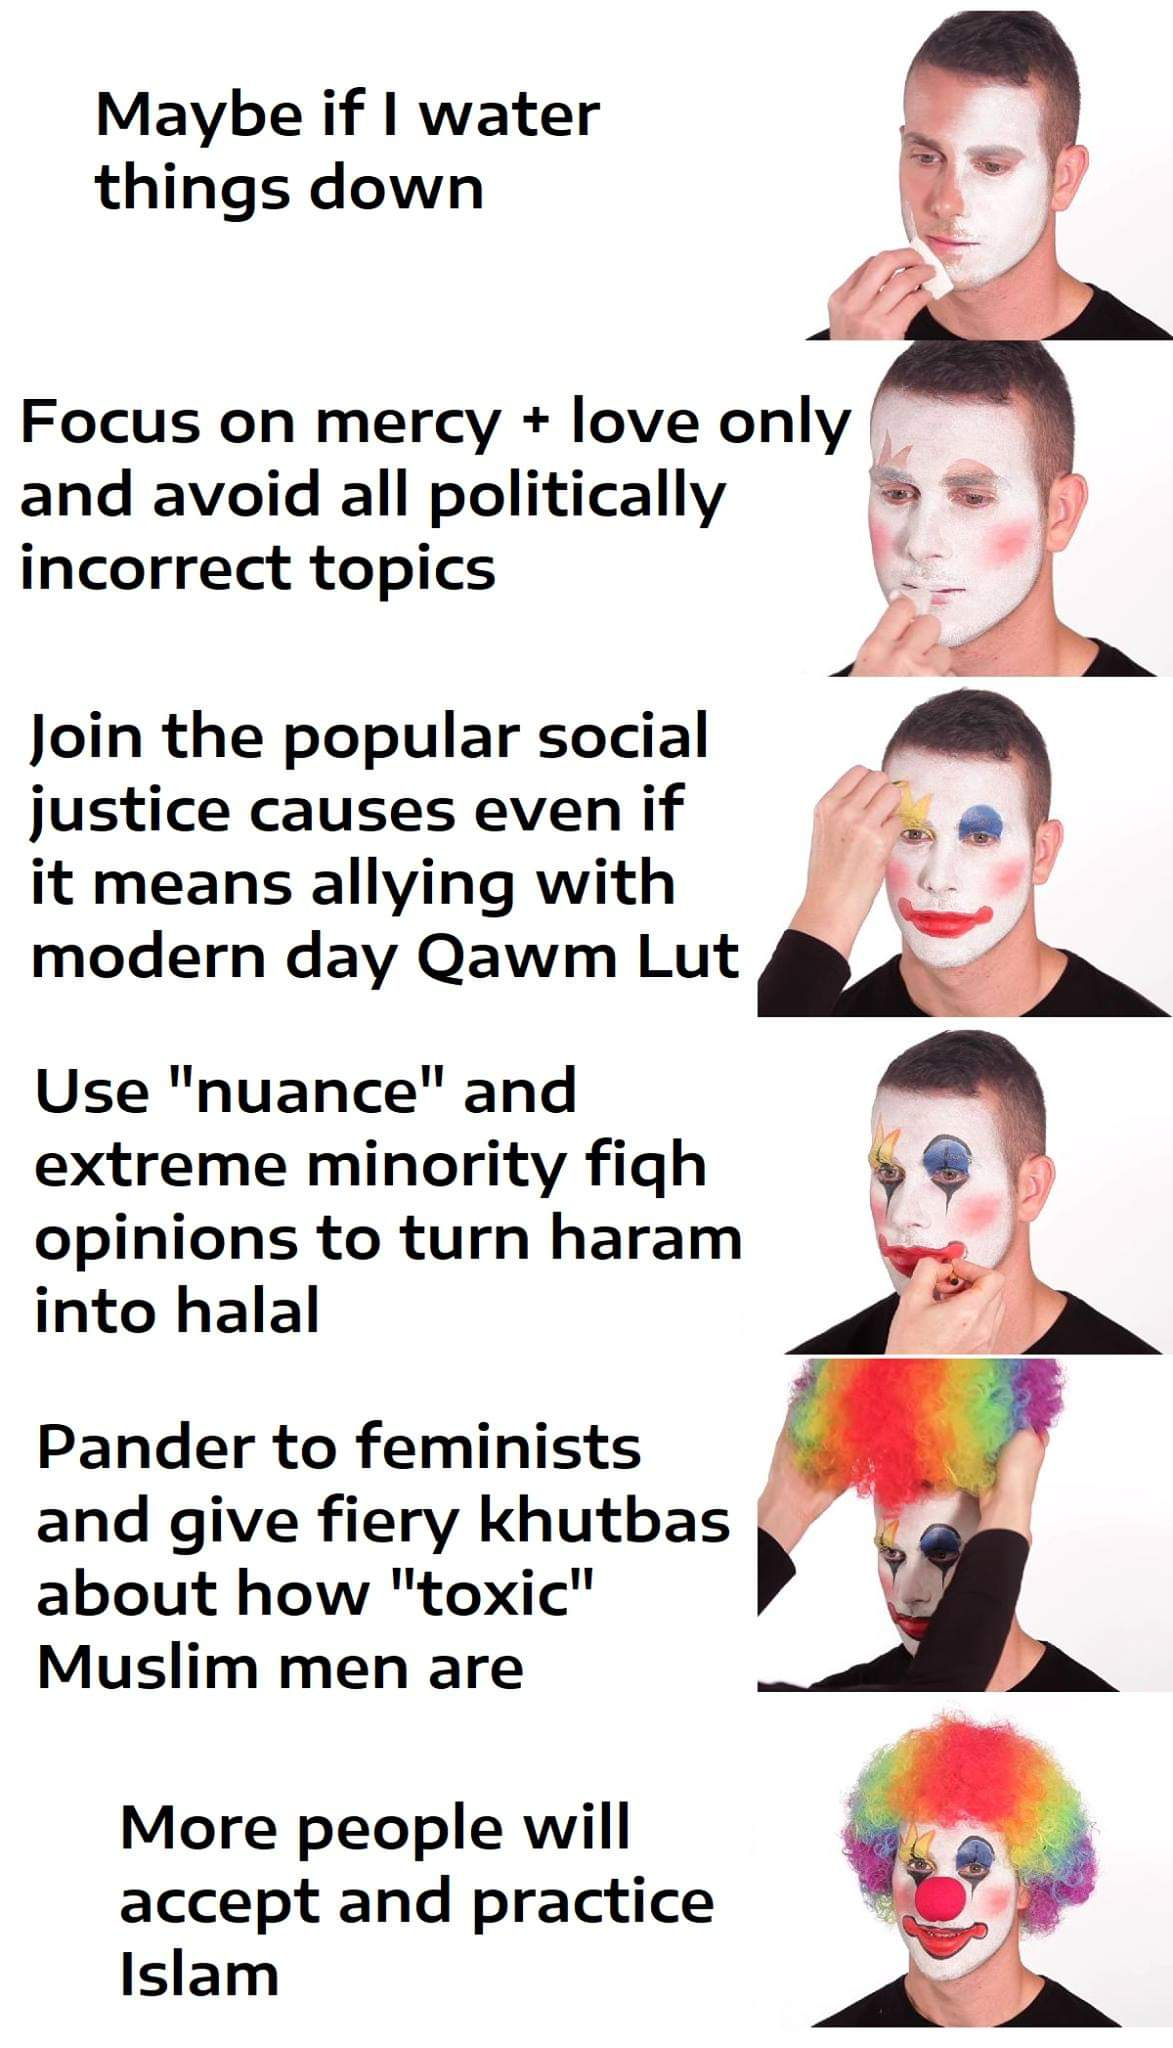 Maybe if I water
things down
Focus on mercy + love only
and avoid all politically
incorrect topics
Join the popular social
justice causes even if
it means allying with
modern day Qawm Lut
Use "nuance" and
extreme minority fiqh
opinions to turn haram
into halal
Pander to feminists
and give fiery khutbas
about how "toxic"
Muslim men are
More people will
accept and practice
Islam